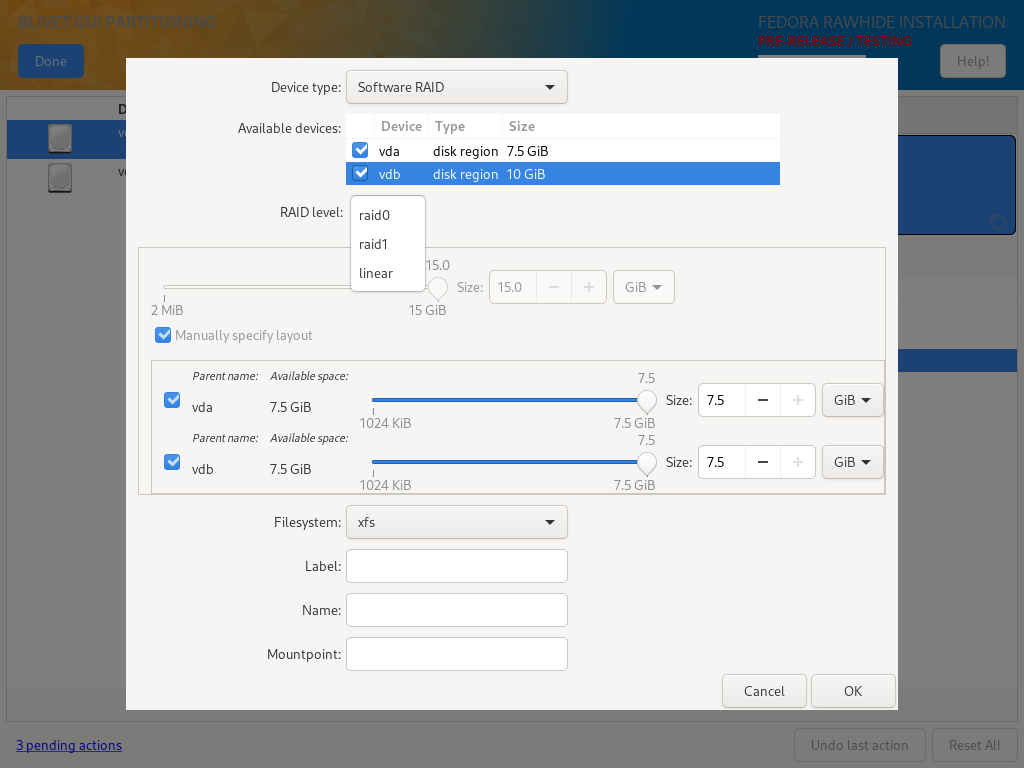 BLIVET GUI PARTITIONING
FEDORA RAWHIDE INSTALLATION
PRE-RELEASE / TESTING
Done
Help!
Device type: Software RAID
Available devices:
Device Type Size
vda disk region 7.5 GiB
vdb disk region 10 GiB
RAID level:
raid0
raid1
linear
15.0
Size: 15.0 GiB
2 MiB 15 GiB
Manually specify layout
Parent name: Available space:
7.5
vda 7.5 GiB Size: 7.5 GiB
1024 KiB 7.5 GiB
Parent name: Available space:
7.5
vdb 7.5 GiB Size: 7.5 GiB
1024 KiB 7.5 GiB
Filesystem: xfs
Label:
Name:
Mountpoint:
Cancel OK
3 pending actions
Undo last action Reset All